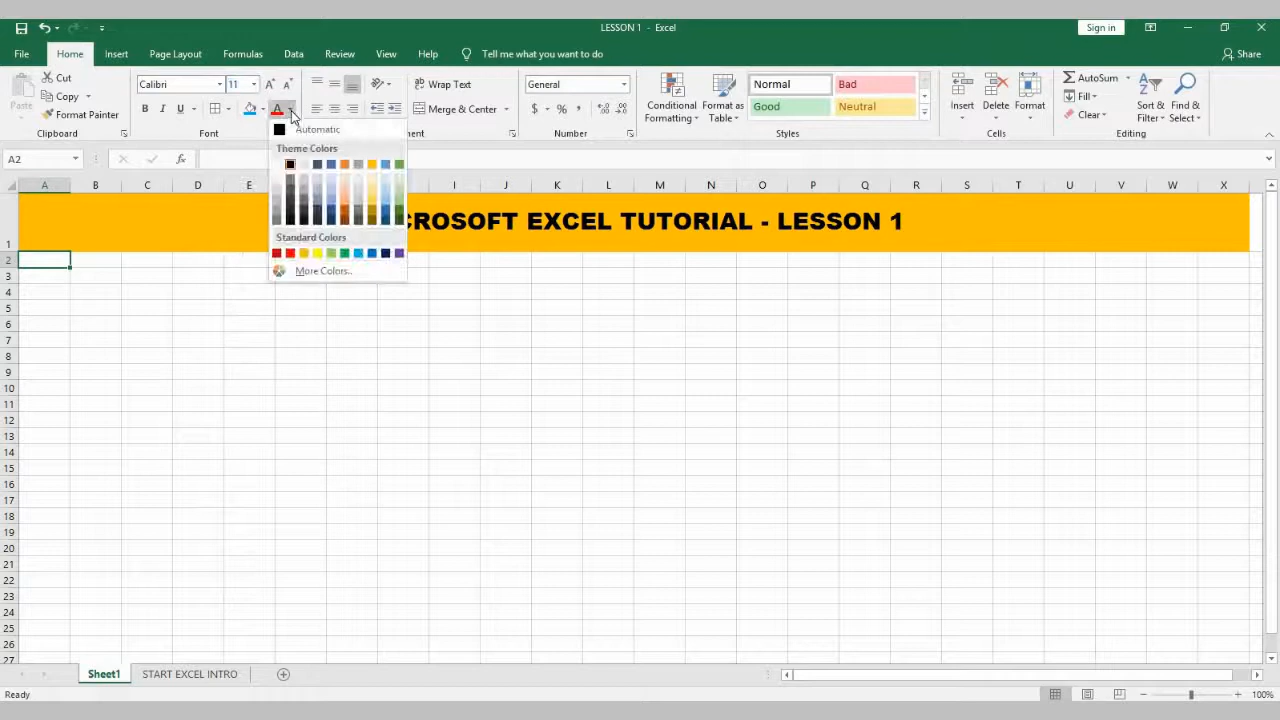 LESSON 1 - Excel
Sign in
File Home Insert Page Layout Formulas Data Review View Help Tell me what you want to do Share
Paste
Cut
Copy
Format Painter
Clipboard
Calibri 11
B I U A
Font
Wrap Text
Merge & Center
ment
General
$ % ,
Number
Conditional Formatting
Format as Table
Normal Bad
Good Neutral
Styles
Insert Delete Format
Cells
AutoSum
Fill
Clear
Sort & Filter
Find & Select
Editing
A2 fx
Automatic
Theme Colors
Standard Colors
More Colors..
A B C D E I J K L M N O P Q R S T U V W X
CROSOFT EXCEL TUTORIAL - LESSON 1
1
2
3
4
5
6
7
8
9
10
11
12
13
14
15
16
17
18
19
20
21
22
23
24
25
26
27
Sheet1 START EXCEL INTRO
Ready 100%